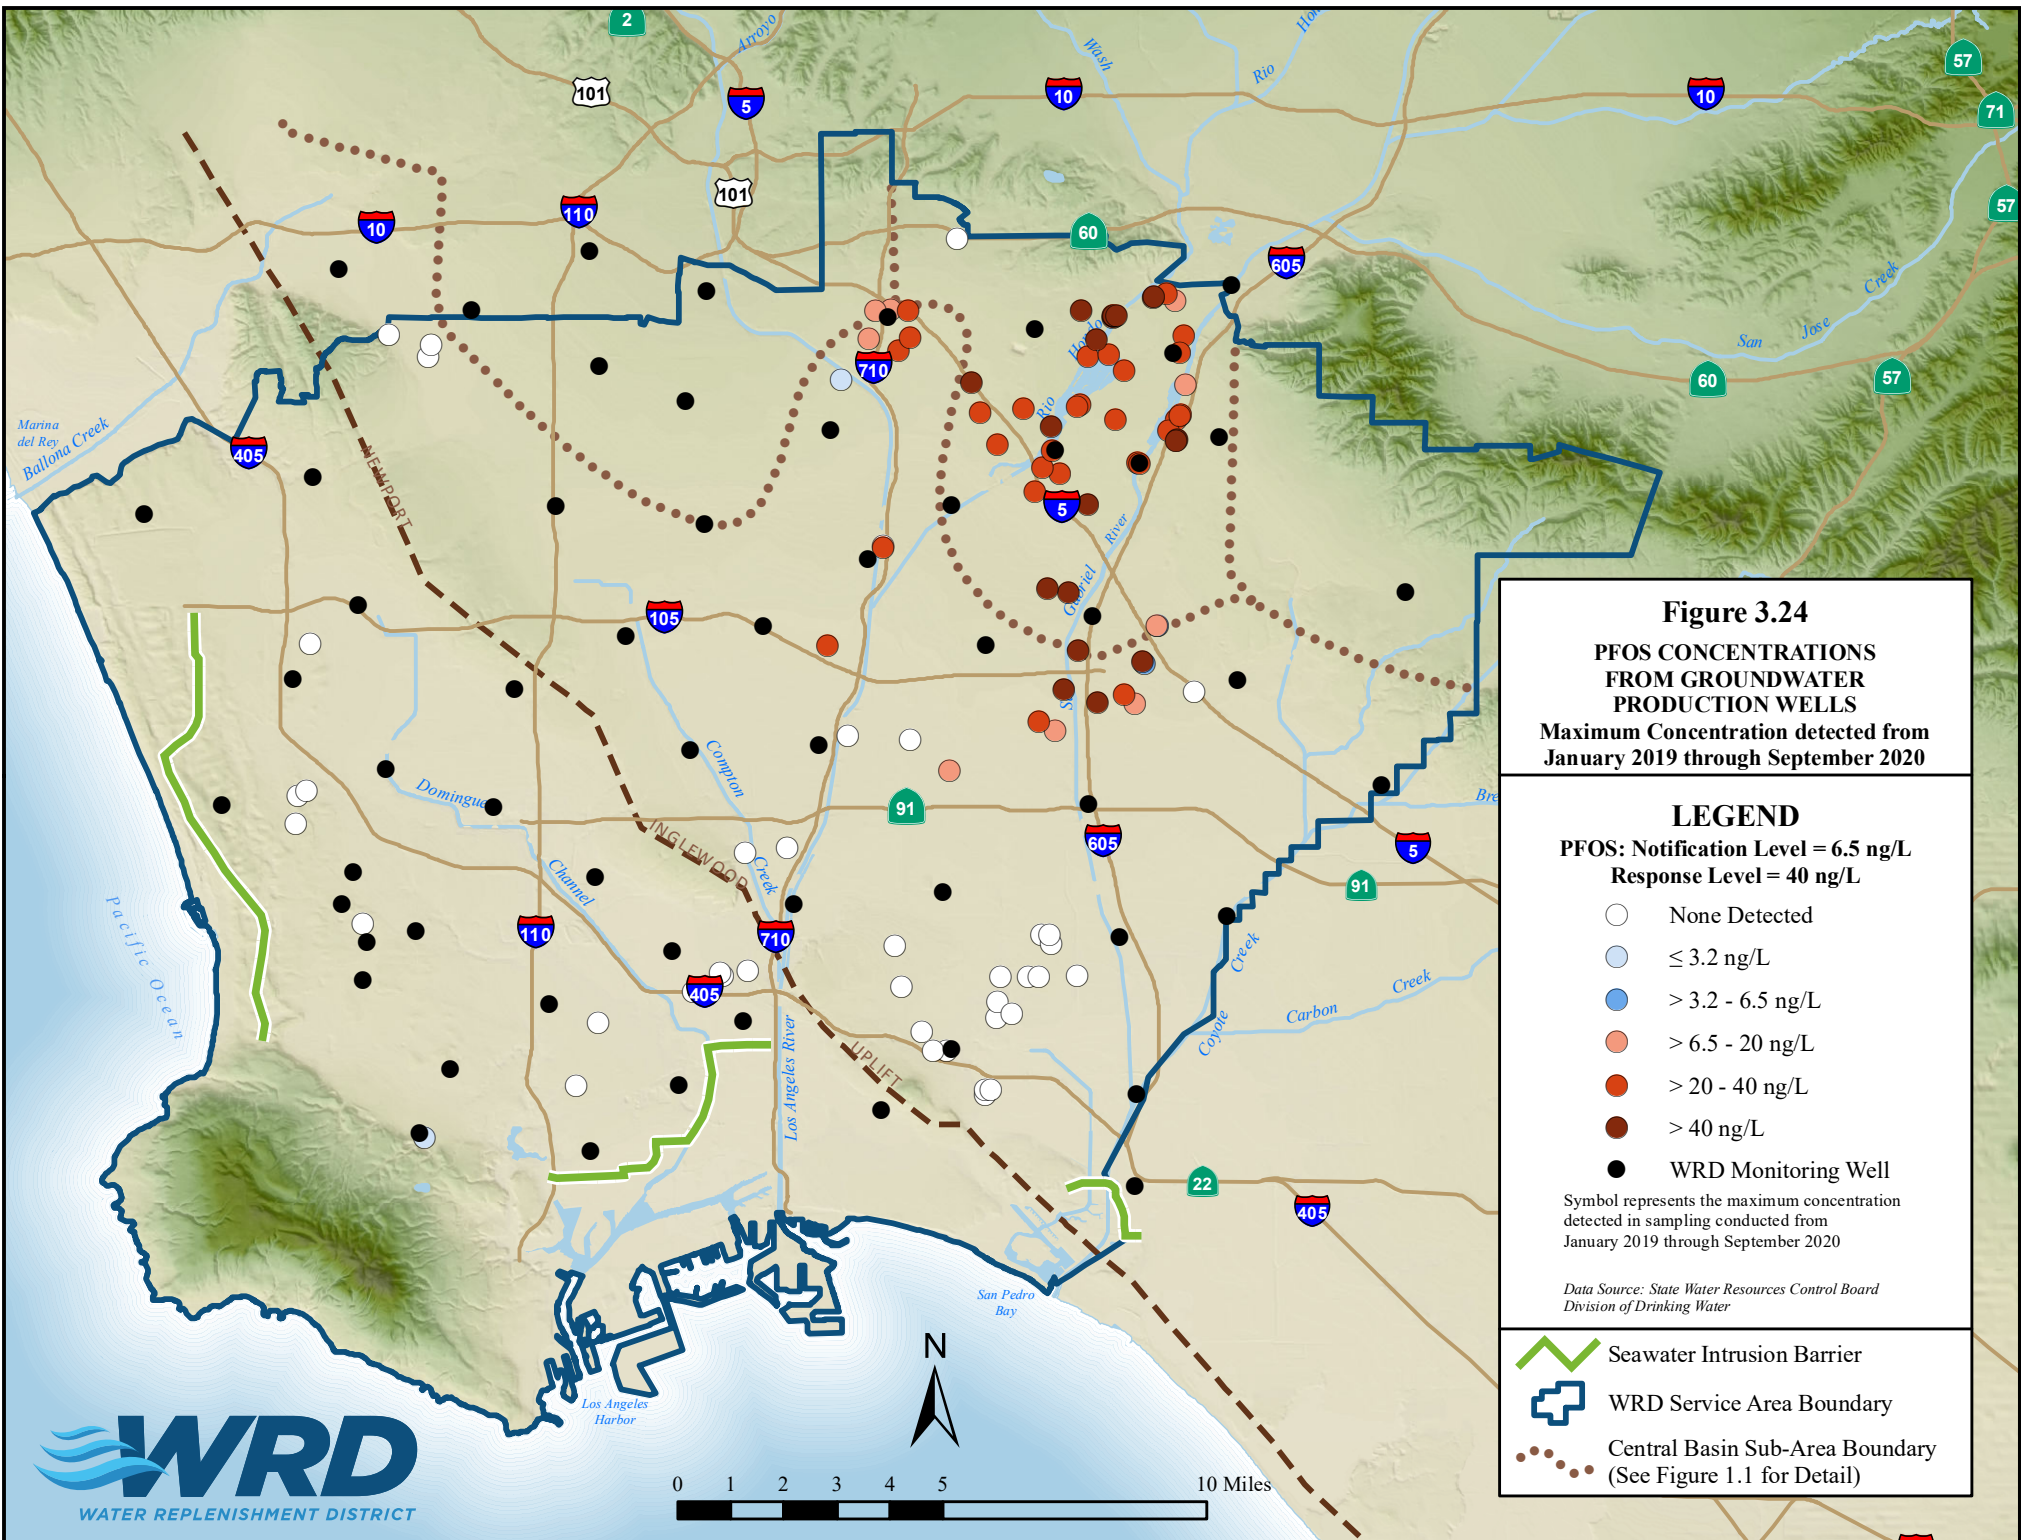 2
57
Arroyo
Wash
Rio
Hon
101
5
10
10
71
101
110
10
57
60
605
Creek
Jose
San
Hondo
710
60
57
Rio
Marina
del Rey
Ballona Creek
405
NEWPORT
5
River
Gabriel
105
Figure 3.24
PFOS CONCENTRATIONS
FROM GROUNDWATER
PRODUCTION WELLS
Maximum Concentration detected from
January 2019 through September 2020
Compton
Creek
Domingue
Channel
INGLEWOOD
91
605
Bre
5
91
LEGEND
PFOS: Notification Level = 6.5 ng/L
Response Level = 40 ng/L
None Detected
≤ 3.2 ng/L
> 3.2 - 6.5 ng/L
> 6.5 - 20 ng/L
> 20 - 40 ng/L
> 40 ng/L
WRD Monitoring Well
Symbol represents the maximum concentration
detected in sampling conducted from
January 2019 through September 2020
Data Source: State Water Resources Control Board
Division of Drinking Water
Seawater Intrusion Barrier
WRD Service Area Boundary
Central Basin Sub-Area Boundary
(See Figure 1.1 for Detail)
Pacific Ocean
110
710
405
Coyote
Creek
Carbon
Creek
Los Angeles River
UPLIFT
22
405
San Pedro
Bay
Los Angeles
Harbor
N
WRD
WATER REPLENISHMENT DISTRICT
0 1 2 3 4 5 10 Miles